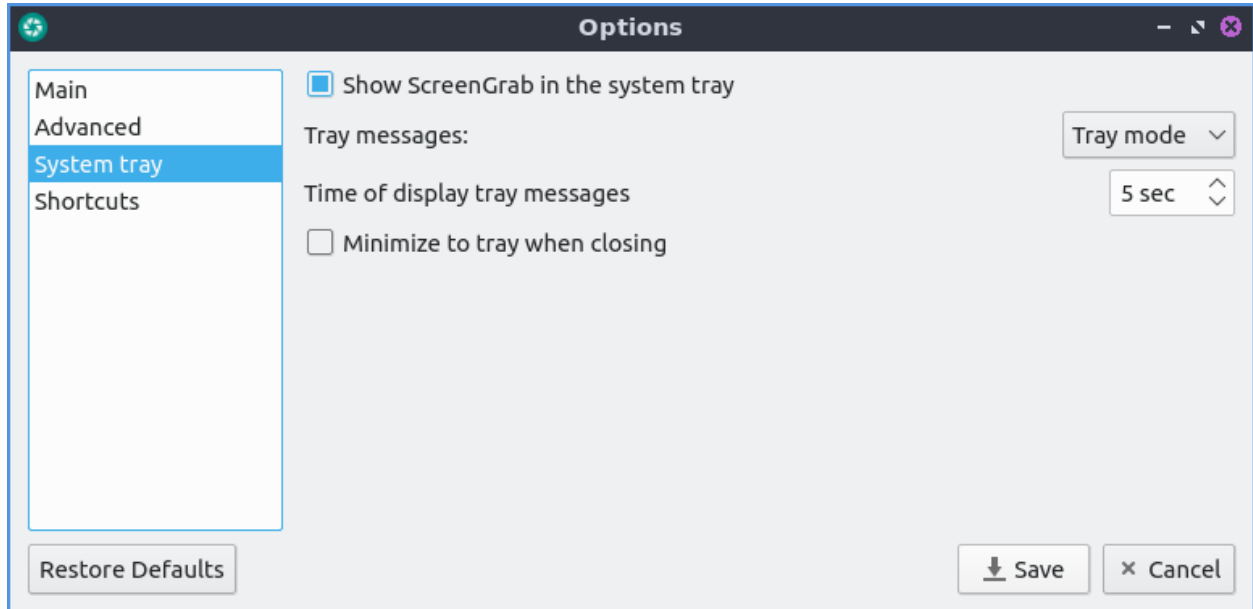 Options
Main
Advanced
System tray
Shortcuts
Show ScreenGrab in the system tray
Tray messages:
Tray mode
Time of display tray messages
5 sec
Minimize to tray when closing
Restore Defaults
Save
Cancel